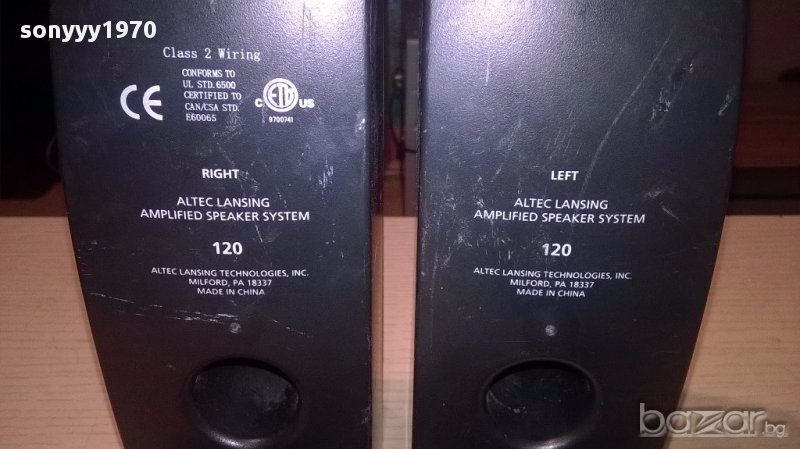 sonyyy1970
Class 2 Wiring
CONFORMS TO
UL STD.6500
CERTIFIED TO
CAN/CSA STD.
E60065
CE
C ETL US
9700741
RIGHT
ALTEC LANSING
AMPLIFIED SPEAKER SYSTEM
120
ALTEC LANSING TECHNOLOGIES, INC.
MILFORD, PA 18337
MADE IN CHINA
LEFT
ALTEC LANSING
AMPLIFIED SPEAKER SYSTEM
120
ALTEC LANSING TECHNOLOGIES, INC.
MILFORD, PA 18337
MADE IN CHINA
bazar.bg